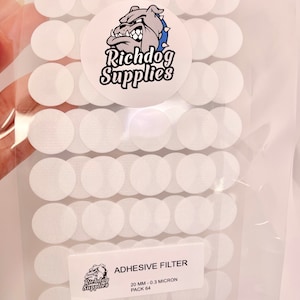 Richdog
Supplies
Richdog
Supplies
ADHESIVE FILTER
20 MM - 0.3 MICRON
PACK 64